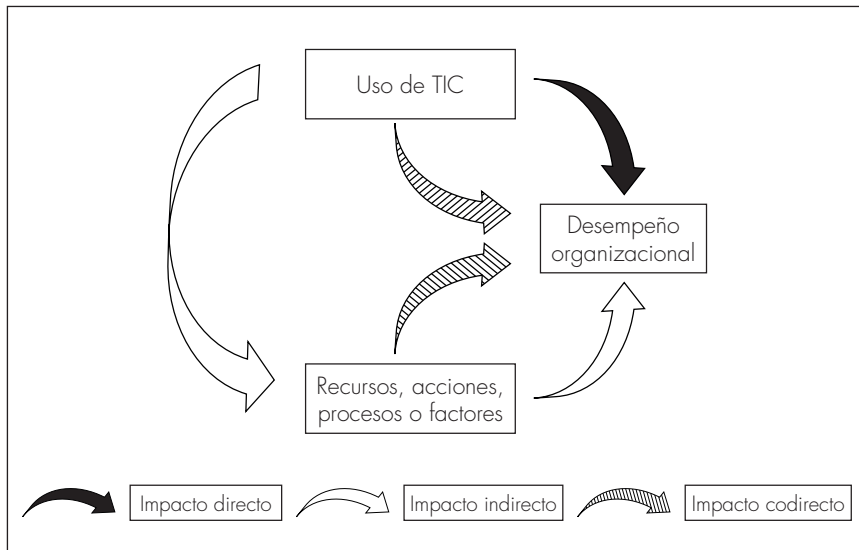 Uso de TIC
Desempeño
organizacional
Recursos, acciones,
procesos o factores
Impacto directo
Impacto indirecto
Impacto codirecto